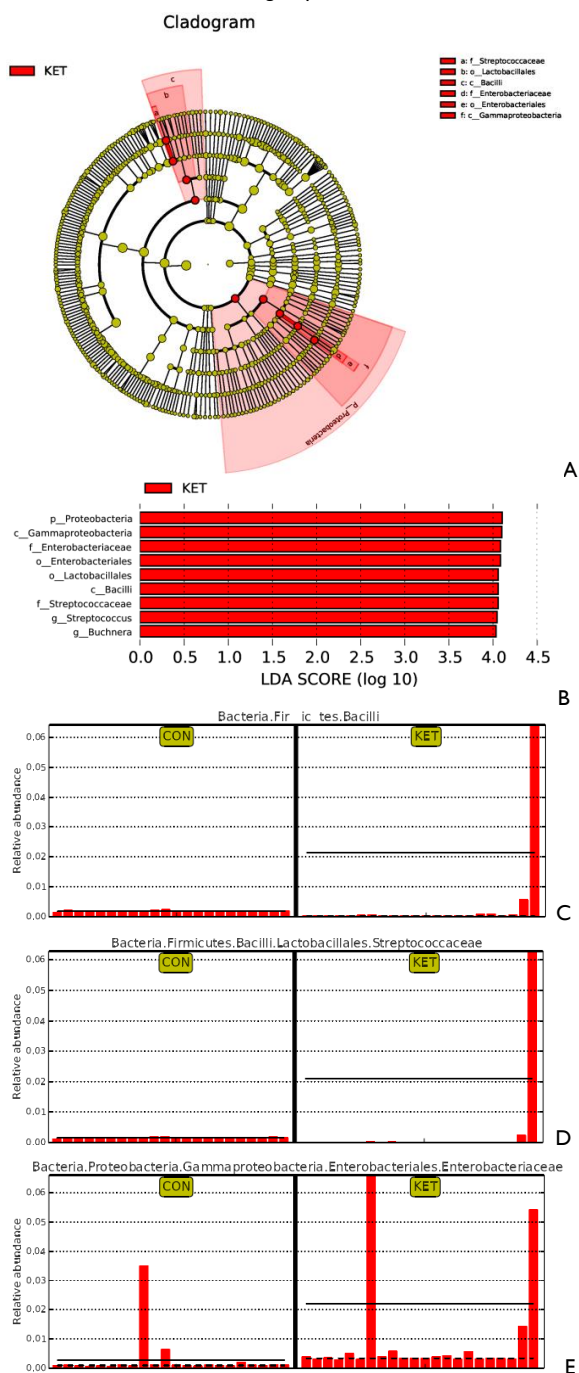 Cladogram
KET
a: f__Streptococcaceae
b: o__Lactobacillales
c: c__Bacilli
d: f__Enterobacteriaceae
e: o__Enterobacteriales
f: c__Gammaproteobacteria
c
b
a
d
e
f
p__Proteobacteria
A
KET
p__Proteobacteria
c__Gammaproteobacteria
f__Enterobacteriaceae
o__Enterobacteriales
o__Lactobacillales
c__Bacilli
f__Streptococcaceae
g__Streptococcus
g__Buchnera
0.0 0.5 1.0 1.5 2.0 2.5 3.0 3.5 4.0 4.5
LDA SCORE (log 10)
B
Bacteria.Fir ic tes.Bacilli
CON KET
0.06
0.05
0.04
0.03
0.02
0.01
0.00
Relative abundance
C
Bacteria.Firmicutes.Bacilli.Lactobacillales.Streptococcaceae
CON KET
0.06
0.05
0.04
0.03
0.02
0.01
0.00
Relative abundance
D
Bacteria.Proteobacteria.Gammaproteobacteria.Enterobacteriales.Enterobacteriaceae
CON KET
0.06
0.05
0.04
0.03
0.02
0.01
0.00
Relative abundance
E